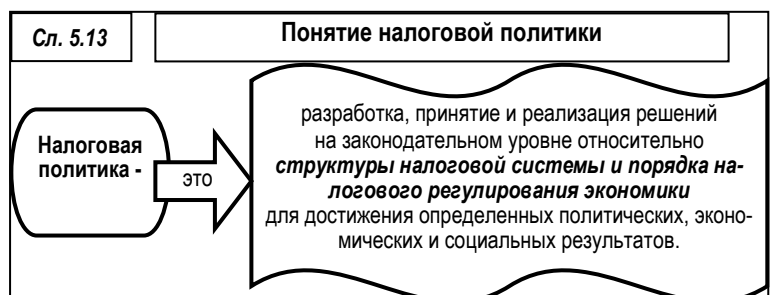 Сл. 5.13
Понятие налоговой политики
Налоговая
политика -
это
разработка, принятие и реализация решений
на законодательном уровне относительно
структуры налоговой системы и порядка на-
логового регулирования экономики
для достижения определенных политических, эконо-
мических и социальных результатов.